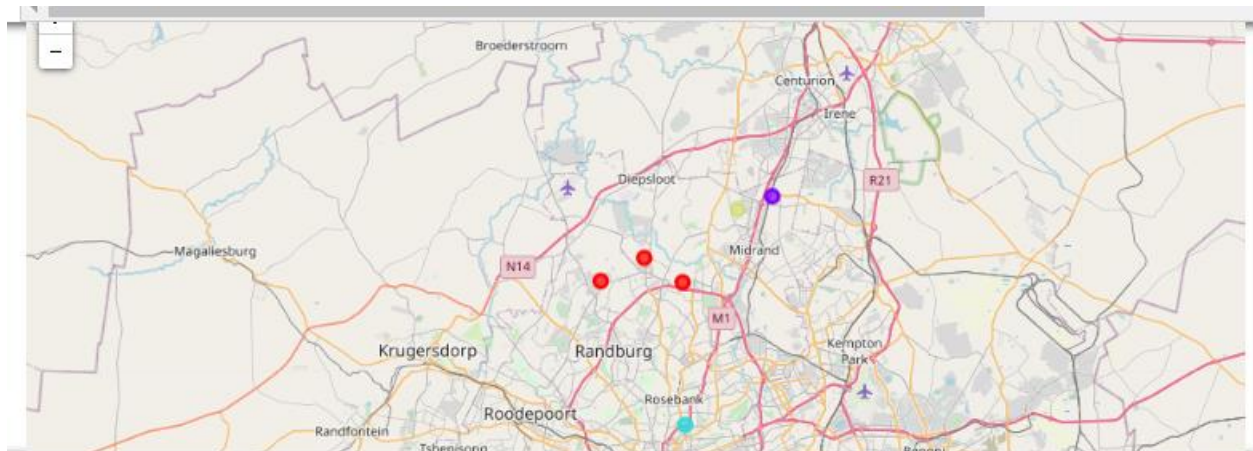 −
Broederstroom
Centurion
Irene
Diepsloot
R21
Magaliesburg
Midrand
N14
M1
Krugersdorp
Randburg
Kempton
Park
Rosebank
Roodepoort
Randfontein